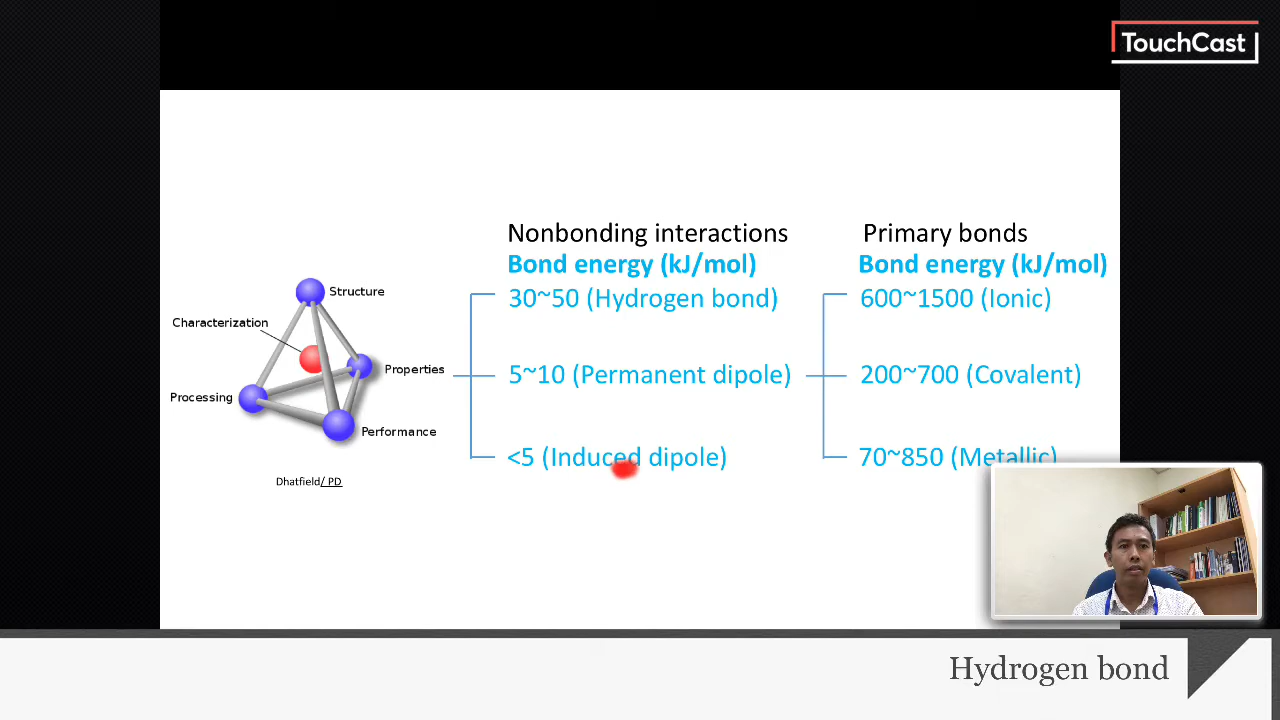 TouchCast
Nonbonding interactions
Bond energy (kJ/mol)
30~50 (Hydrogen bond)
5~10 (Permanent dipole)
<5 (Induced dipole)
Primary bonds
Bond energy (kJ/mol)
600~1500 (Ionic)
200~700 (Covalent)
70~850 (Metallic)
Structure
Characterization
Properties
Processing
Performance
Dhatfield/ PD
Hydrogen bond